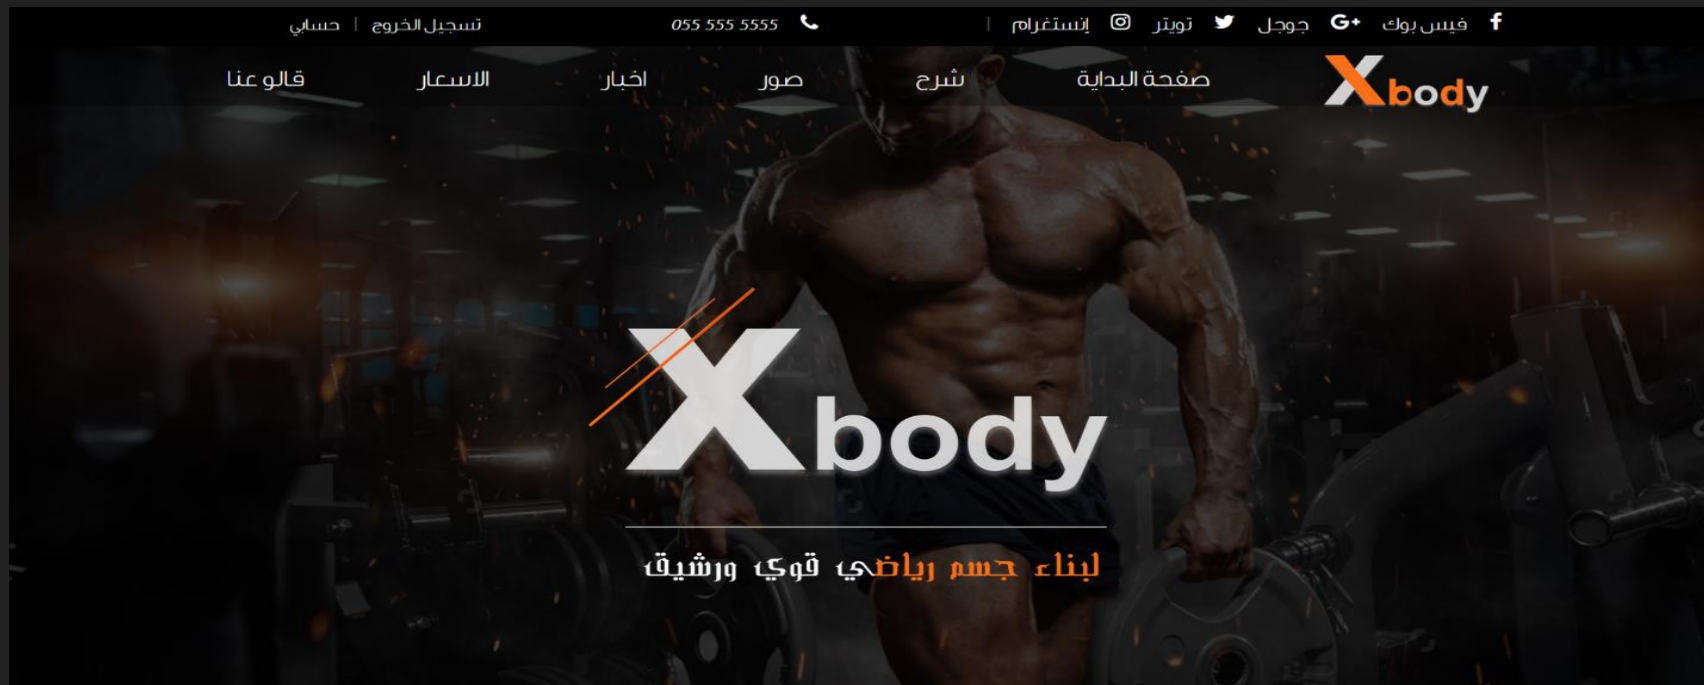 فيس بوك جوجل تويتر إنستغرام | 055 555 5555 تسجيل الخروج | حسابي
Xbody صفحة البداية شرح صور اخبار الاسعار قالو عنا
Xbody
لبناء جسم رياضي قوي ورشيق